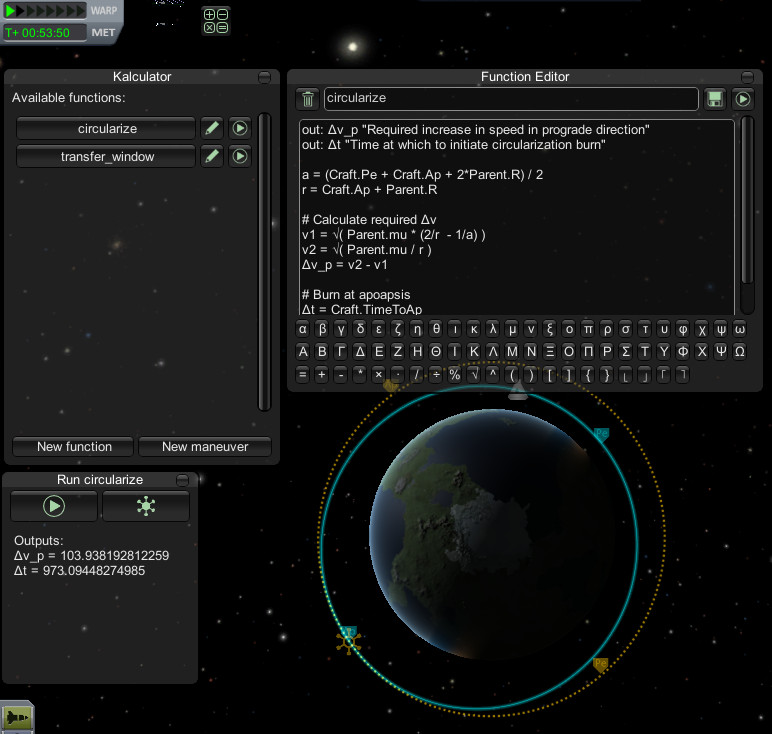 WARP
T+ 00:53:50 MET
Kalculator
Available functions:
circularize
transfer_window
New function
New maneuver
Function Editor
circularize
out: Δv_p "Required increase in speed in prograde direction"
out: Δt "Time at which to initiate circularization burn"
a = (Craft.Pe + Craft.Ap + 2*Parent.R) / 2
r = Craft.Ap + Parent.R
# Calculate required Δv
v1 = √( Parent.mu * (2/r - 1/a) )
v2 = √( Parent.mu / r )
Δv_p = v2 - v1
# Burn at apoapsis
Δt = Craft.TimeToAp
α β γ δ ε ζ η θ ι κ λ μ ν ξ ο π ρ σ τ υ φ χ ψ ω
Α Β Γ Δ Ε Ζ Η Θ Ι Κ Λ Μ Ν Ξ Ο Π Ρ Σ Τ Υ Φ Χ Ψ Ω
= + - * × · / ÷ % √ ^ ( ) [ ] { } ⌊ ⌋ ⌈ ⌉
Run circularize
Outputs:
Δv_p = 103.938192812259
Δt = 973.09448274985
Pe
Pe